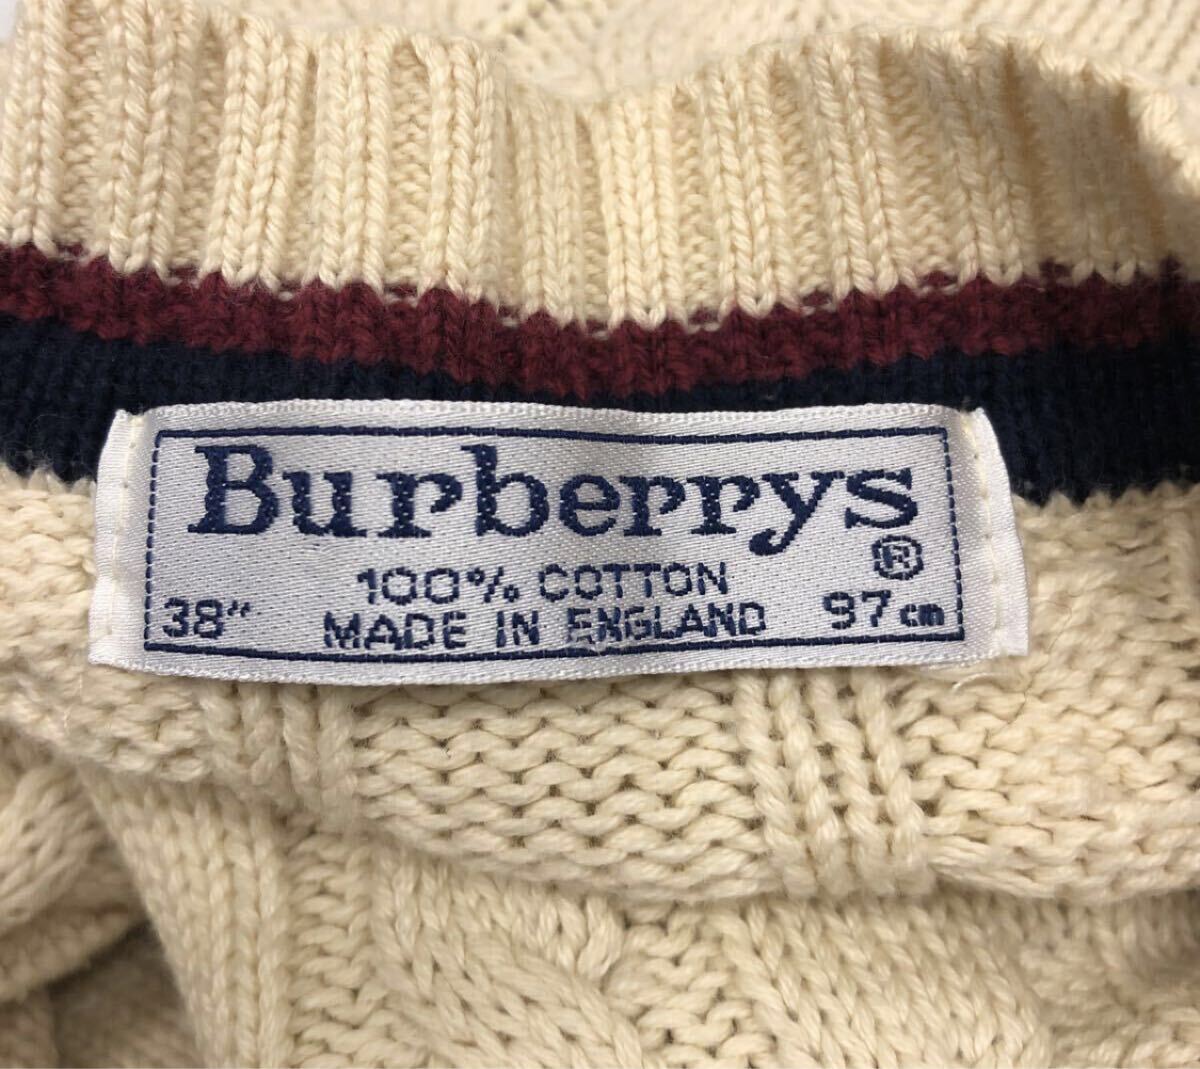 Burberrys
®
100% COTTON
38" MADE IN ENGLAND 97cm